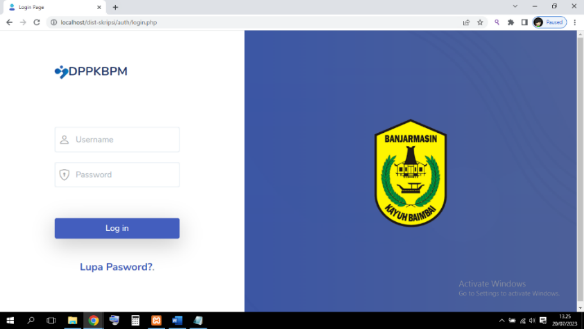 Login Page
localhost/dist-skripsi/auth/login.php
Paused
DPPKBPM
Username
Password
Log in
Lupa Pasword?.
BANJARMASIN
KAYUH BAIMBAI
Activate Windows
Go to Settings to activate Windows.
13.25
20/07/2023